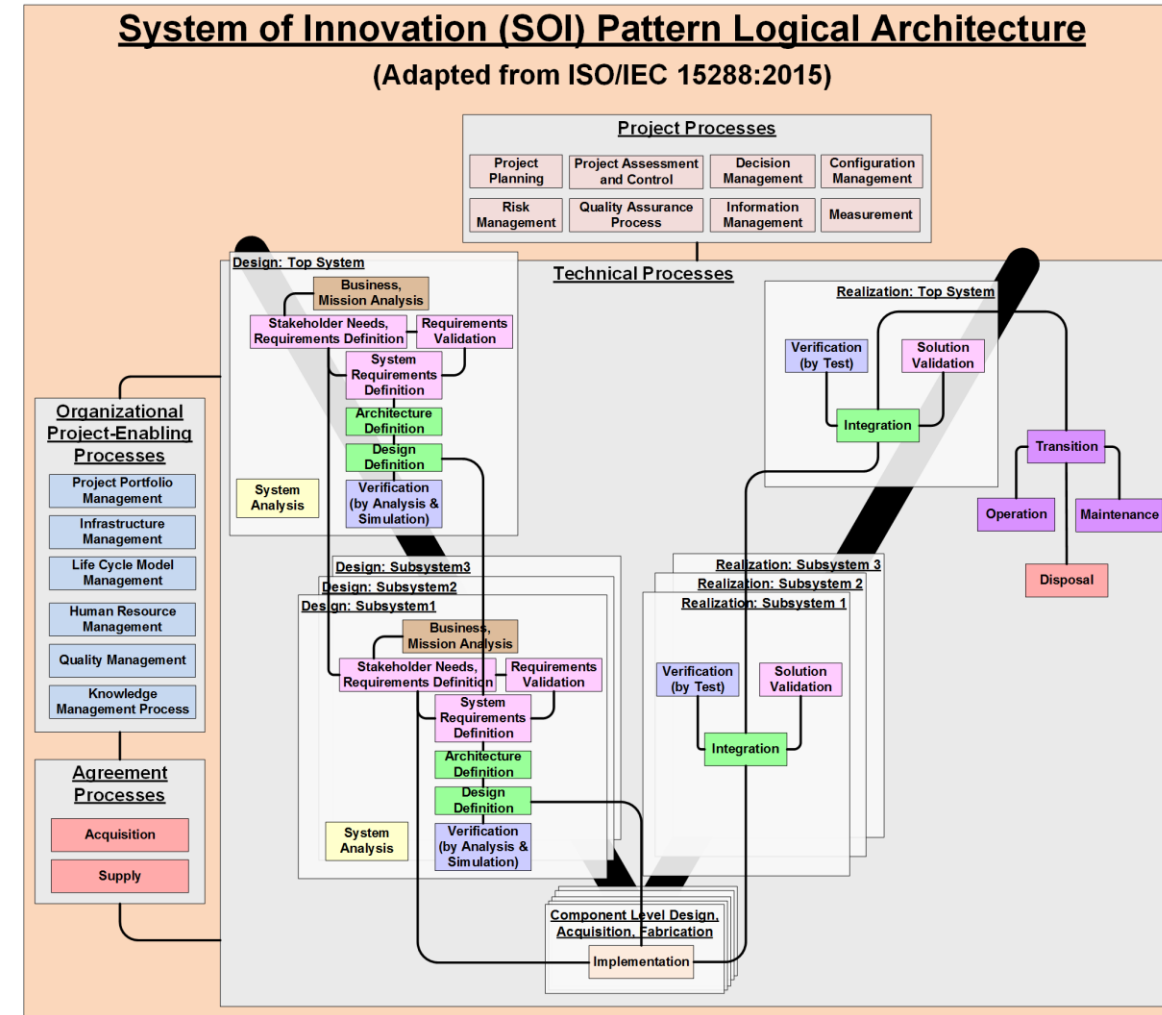 System of Innovation (SOI) Pattern Logical Architecture
(Adapted from ISO/IEC 15288:2015)
Project Processes
Project
Planning
Project Assessment
and Control
Decision
Management
Configuration
Management
Risk
Management
Quality Assurance
Process
Information
Management
Measurement
Technical Processes
Design: Top System
Business,
Mission Analysis
Stakeholder Needs,
Requirements Definition
Requirements
Validation
System
Requirements
Definition
Architecture
Definition
Design
Definition
Verification
(by Analysis &
Simulation)
System
Analysis
Realization: Top System
Verification
(by Test)
Solution
Validation
Integration
Transition
Operation
Maintenance
Disposal
Organizational
Project-Enabling
Processes
Project Portfolio
Management
Infrastructure
Management
Life Cycle Model
Management
Human Resource
Management
Quality Management
Knowledge
Management Process
Agreement
Processes
Acquisition
Supply
Design: Subsystem3
Design: Subsystem2
Design: Subsystem1
Business,
Mission Analysis
Stakeholder Needs,
Requirements Definition
Requirements
Validation
System
Requirements
Definition
Architecture
Definition
Design
Definition
Verification
(by Analysis &
Simulation)
System
Analysis
Realization: Subsystem 3
Realization: Subsystem 2
Realization: Subsystem 1
Verification
(by Test)
Solution
Validation
Integration
Component Level Design,
Acquisition, Fabrication
Implementation